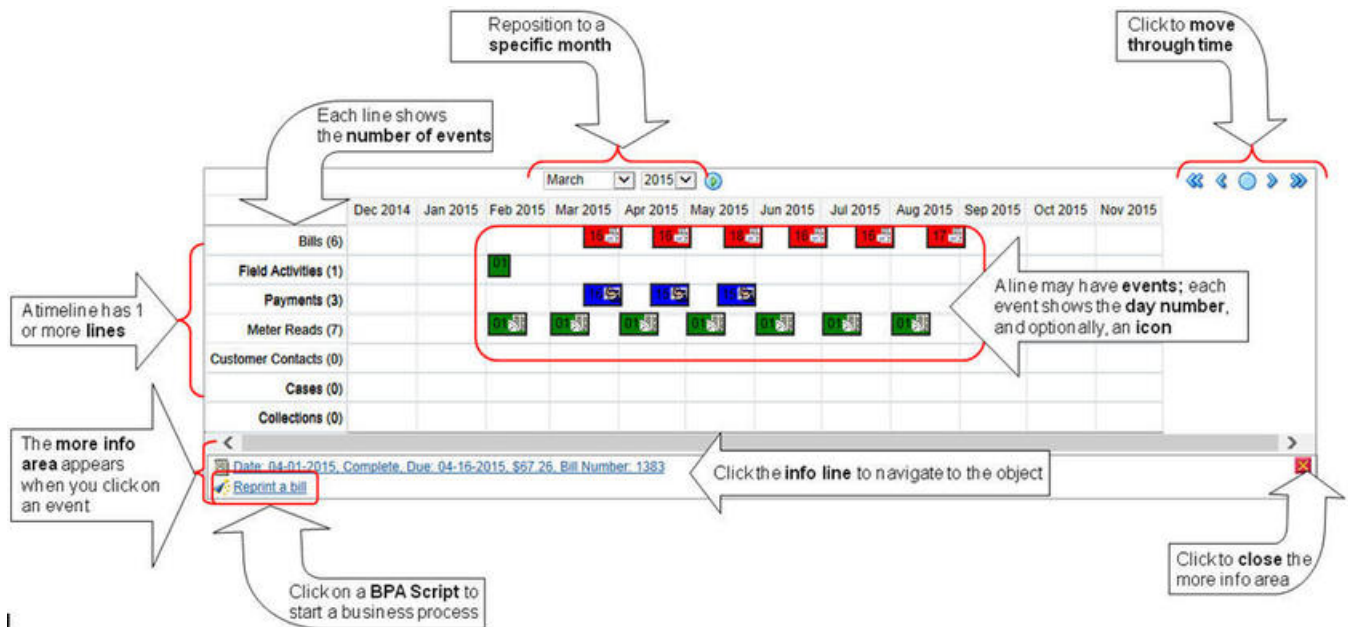 Reposition to a
specific month
Click to move
through time
Each line shows
the number of events
March 2015
Dec 2014 Jan 2015 Feb 2015 Mar 2015 Apr 2015 May 2015 Jun 2015 Jul 2015 Aug 2015 Sep 2015 Oct 2015 Nov 2015
Bills (6)
16 16 18 16 16 17
Field Activities (1)
01
Payments (3)
Meter Reads (7)
01 01 01 01 01 01 01
Customer Contacts (0)
Cases (0)
Collections (0)
A timeline has 1
or more lines
A line may have events; each
event shows the day number,
and optionally, an icon
The more info
area appears
when you click on
an event
Date: 04-01-2015, Complete, Due: 04-16-2015, $67.26, Bill Number: 1383
Reprint a bill
Click the info line to navigate to the object
Click on a BPA Script to
start a business process
Click to close the
more info area